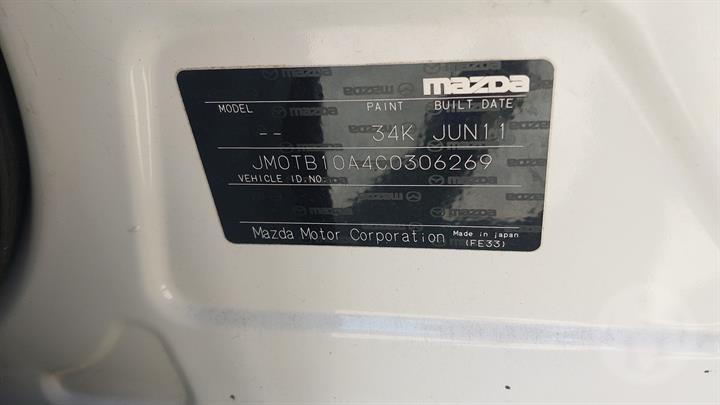 mazda
MODEL PAINT BUILT DATE
-- 34K JUN11
JM0TB10A4C0306269
VEHICLE ID.NO.
Mazda Motor Corporation Made in japan
(FE33)